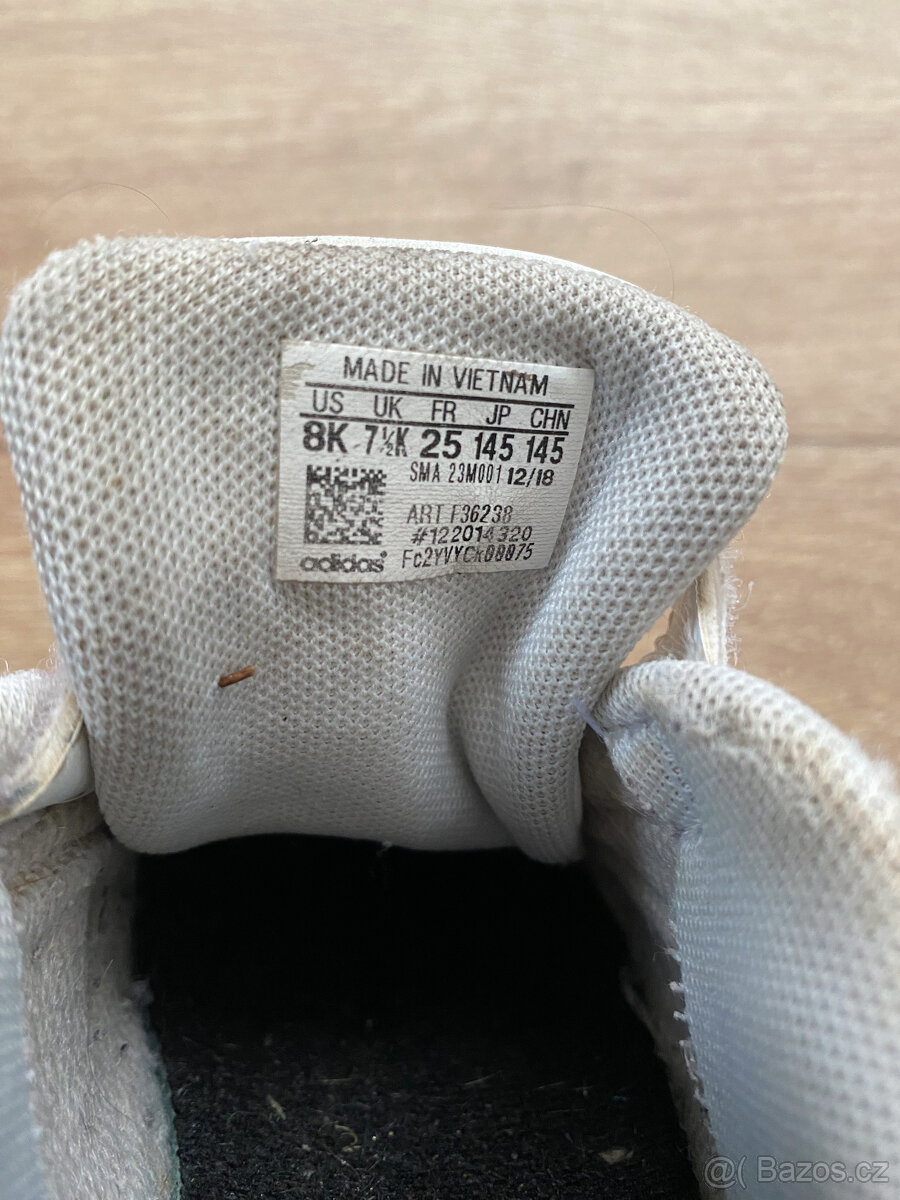 MADE IN VIETNAM
US UK FR JP CHN
8K 7½K 25 145 145
SMA 23M001 12/18
ART F36238
#122014320
adidas®
@( Bazos.cz